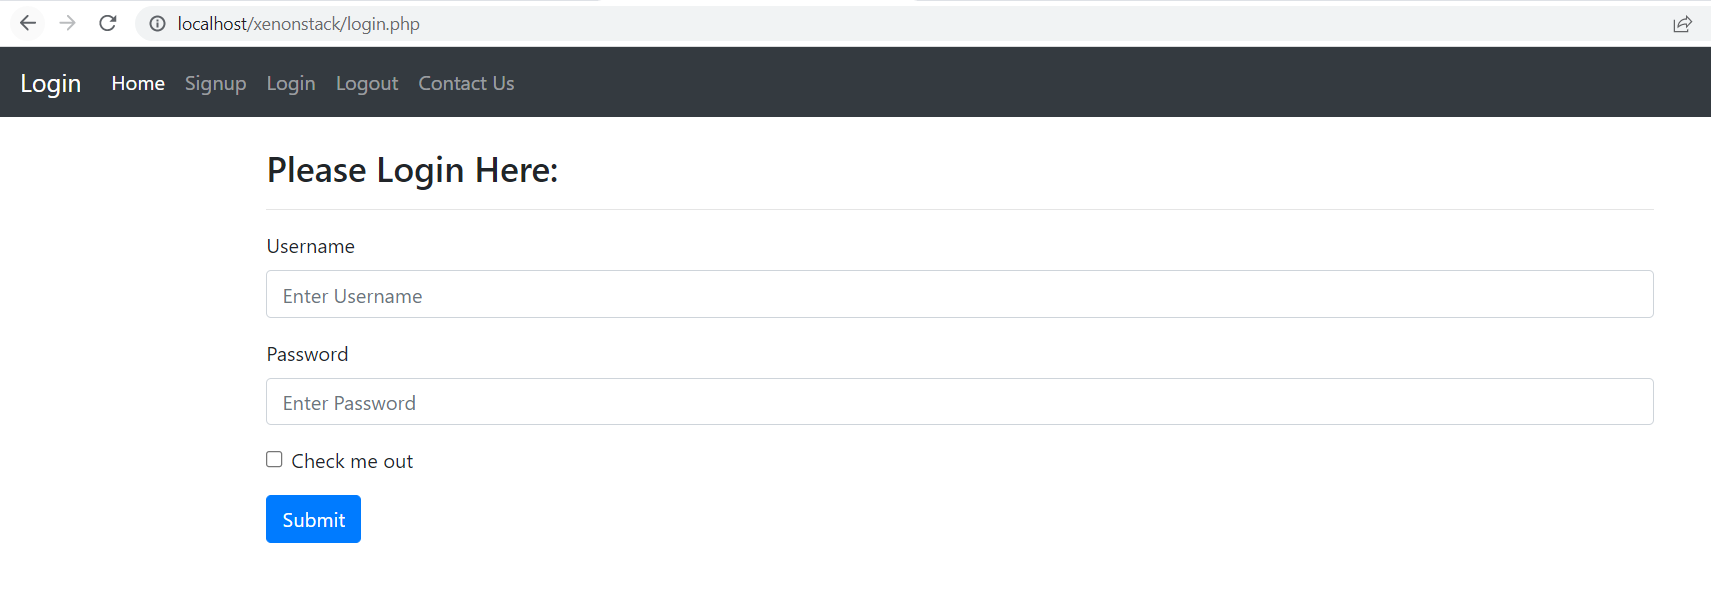 localhost/xenonstack/login.php
Login Home Signup Login Logout Contact Us
Please Login Here:
Username
Enter Username
Password
Enter Password
Check me out
Submit